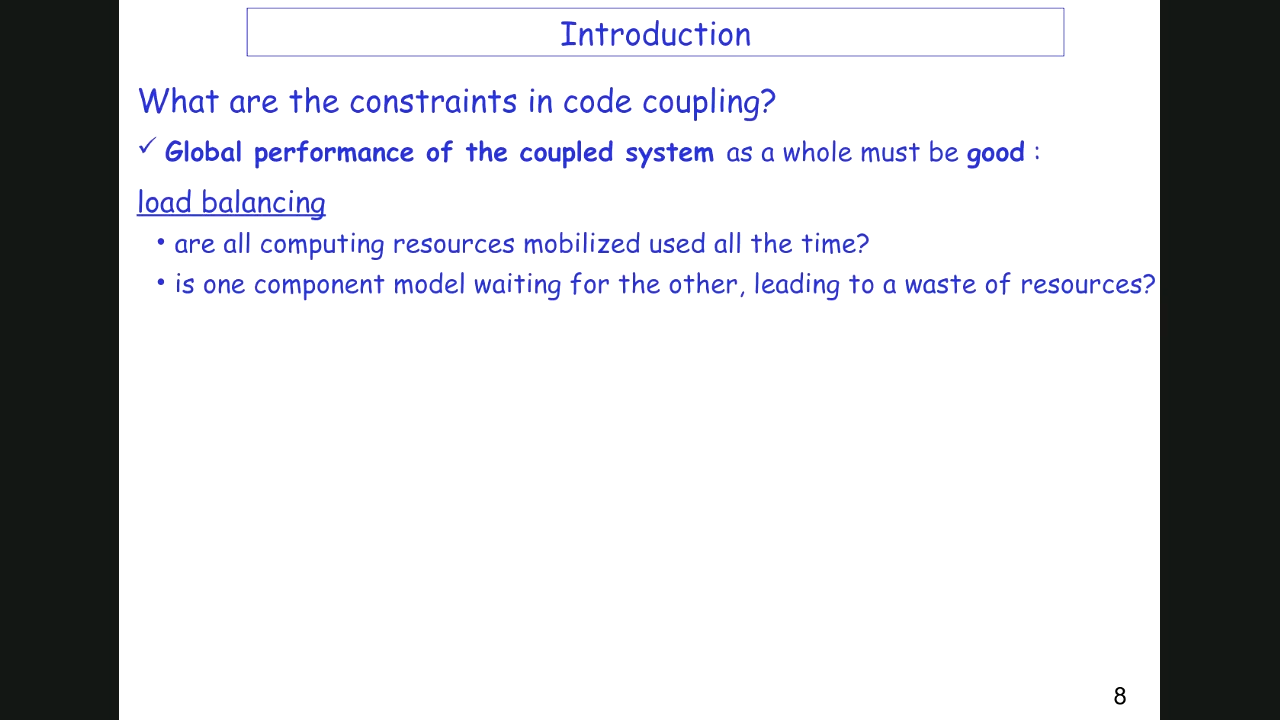 Introduction
What are the constraints in code coupling?
✓ Global performance of the coupled system as a whole must be good :
load balancing
• are all computing resources mobilized used all the time?
• is one component model waiting for the other, leading to a waste of resources?
8